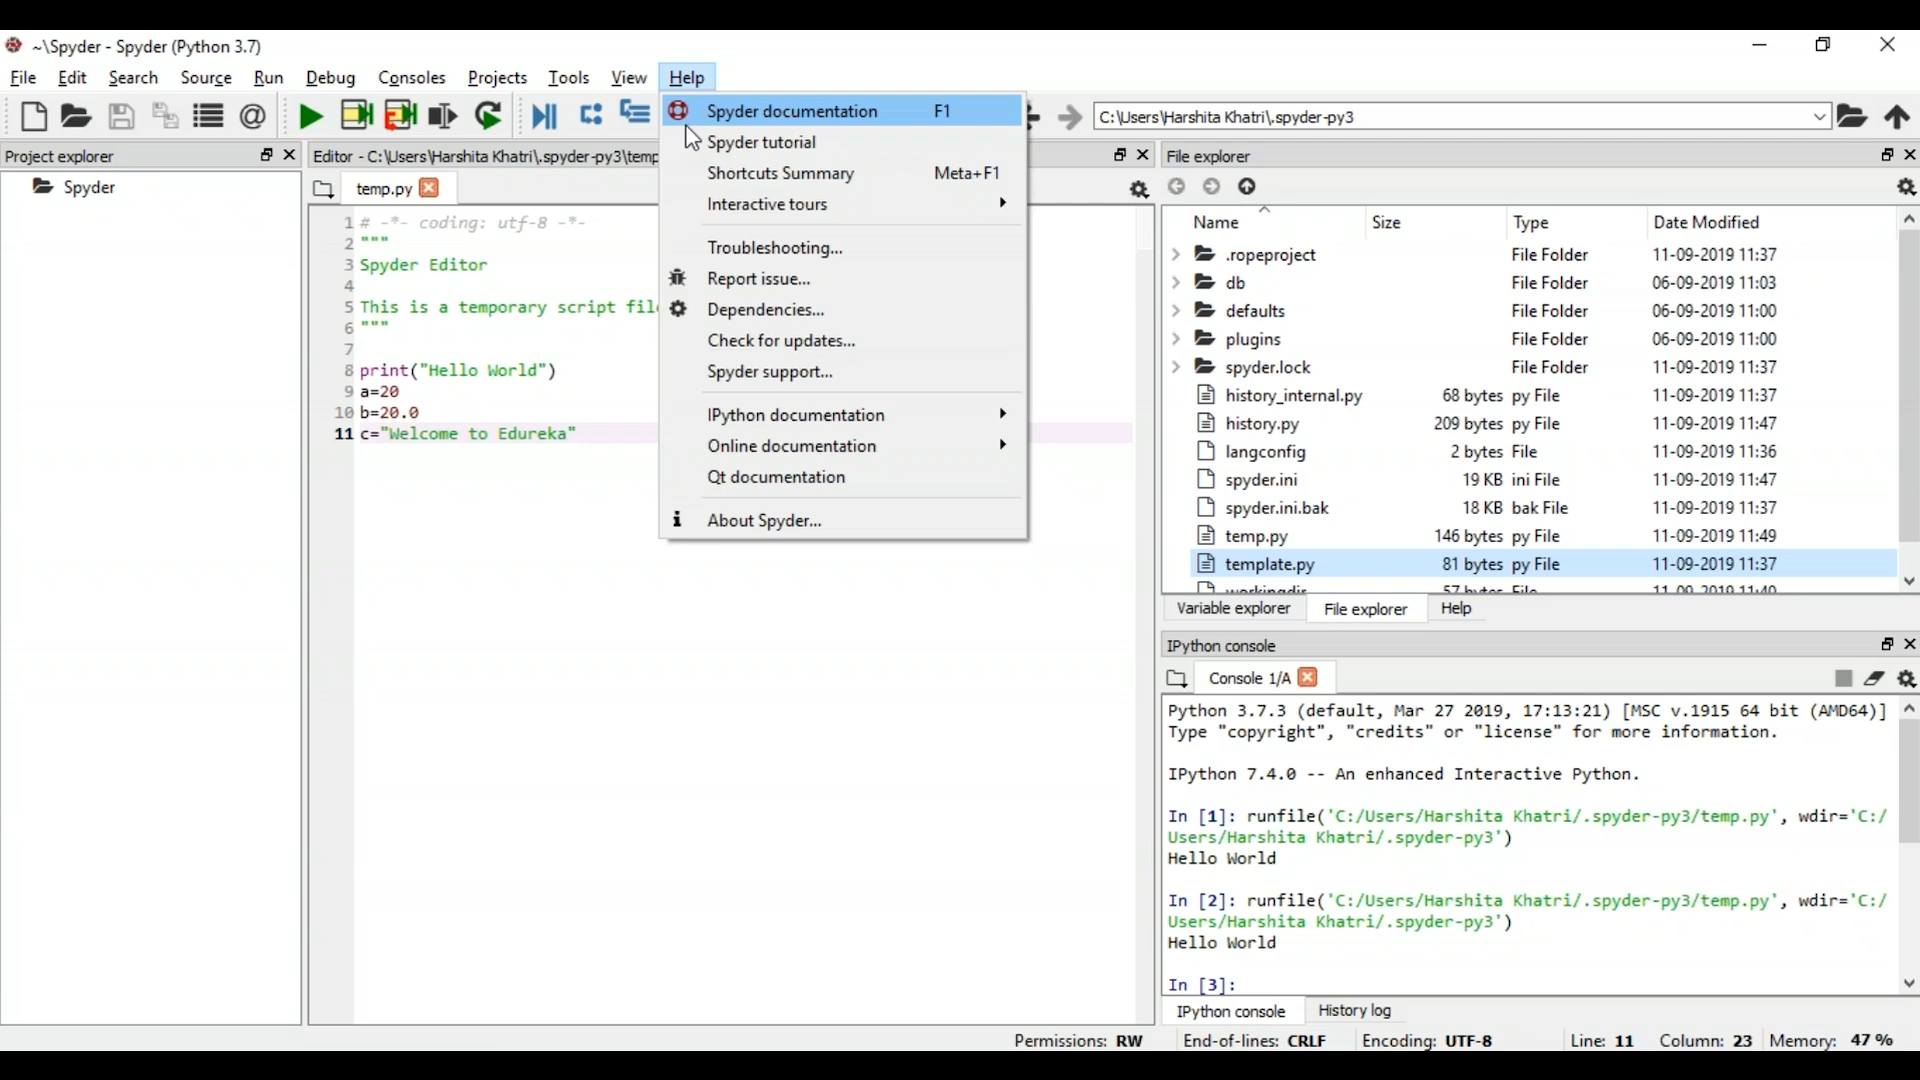 ~\Spyder - Spyder (Python 3.7)
File Edit Search Source Run Debug Consoles Projects Tools View Help
C:\Users\Harshita Khatri\.spyder-py3
Project explorer
Spyder
Editor - C:\Users\Harshita Khatri\.spyder-py3\temp
temp.py
1 # -*- coding: utf-8 -*-
2 """
3 Spyder Editor
4
5 This is a temporary script fil
6 """
7
8 print("Hello World")
9 a=20
10 b=20.0
11 c="Welcome to Edureka"
Spyder documentation F1
Spyder tutorial
Shortcuts Summary Meta+F1
Interactive tours
Troubleshooting...
Report issue...
Dependencies...
Check for updates...
Spyder support...
IPython documentation
Online documentation
Qt documentation
About Spyder...
File explorer
Name Size Type Date Modified
.ropeproject File Folder 11-09-2019 11:37
db File Folder 06-09-2019 11:03
defaults File Folder 06-09-2019 11:00
plugins File Folder 06-09-2019 11:00
spyder.lock File Folder 11-09-2019 11:37
history_internal.py 68 bytes py File 11-09-2019 11:37
history.py 209 bytes py File 11-09-2019 11:47
langconfig 2 bytes File 11-09-2019 11:36
spyder.ini 19 KB ini File 11-09-2019 11:47
spyder.ini.bak 18 KB bak File 11-09-2019 11:37
temp.py 146 bytes py File 11-09-2019 11:49
template.py 81 bytes py File 11-09-2019 11:37
workingdir 57 bytes File 11-09-2019 11:40
Variable explorer File explorer Help
IPython console
Console 1/A
Python 3.7.3 (default, Mar 27 2019, 17:13:21) [MSC v.1915 64 bit (AMD64)]
Type "copyright", "credits" or "license" for more information.
IPython 7.4.0 -- An enhanced Interactive Python.
In [1]: runfile('C:/Users/Harshita Khatri/.spyder-py3/temp.py', wdir='C:/
Users/Harshita Khatri/.spyder-py3')
Hello World
In [2]: runfile('C:/Users/Harshita Khatri/.spyder-py3/temp.py', wdir='C:/
Users/Harshita Khatri/.spyder-py3')
Hello World
In [3]:
IPython console History log
Permissions: RW End-of-lines: CRLF Encoding: UTF-8 Line: 11 Column: 23 Memory: 47 %